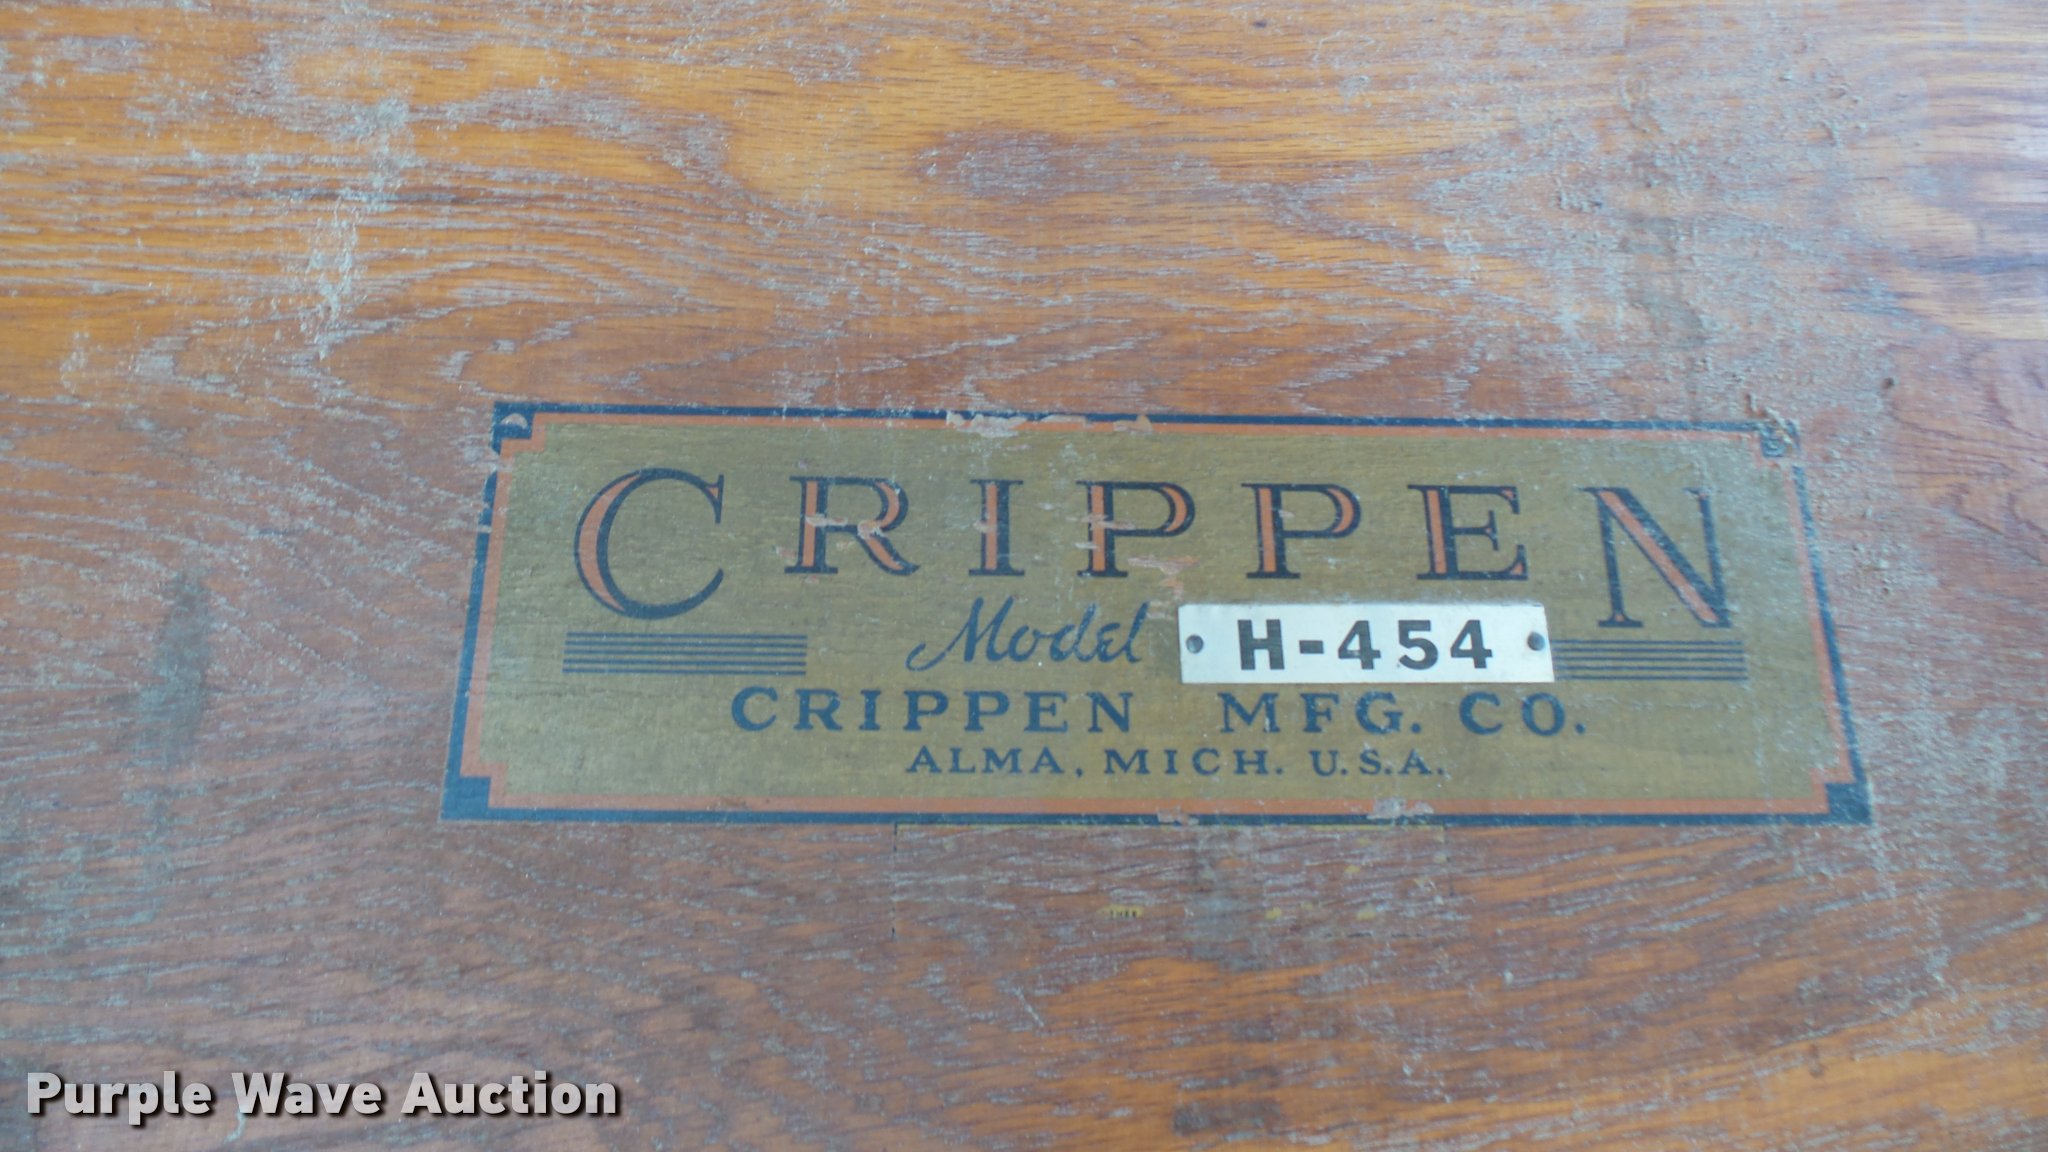 CRIPPEN
Model H-454
CRIPPEN MFG. CO.
ALMA, MICH. U.S.A.
Purple Wave Auction